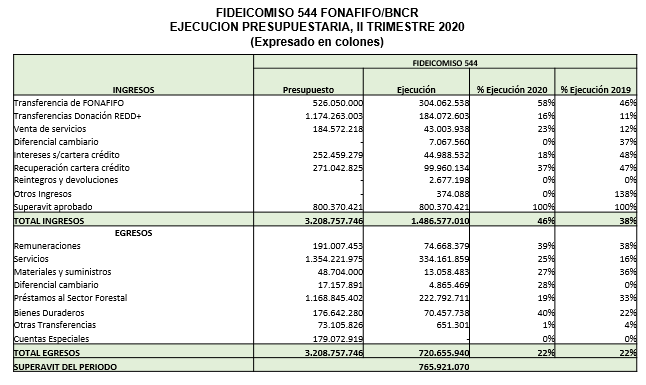 FIDEICOMISO 544 FONAFIFO/BNCR
EJECUCION PRESUPUESTARIA, II TRIMESTRE 2020
(Expresado en colones)
FIDEICOMISO 544
INGRESOS Presupuesto Ejecución % Ejecución 2020 % Ejecución 2019
Transferencia de FONAFIFO 526.050.000 304.062.538 58% 46%
Transferencias Donación REDD+ 1.174.263.003 184.072.603 16% 11%
Venta de servicios 184.572.218 43.003.938 23% 12%
Diferencial cambiario - 7.067.560 0% 37%
Intereses s/cartera crédito 252.459.279 44.988.532 18% 48%
Recuperación cartera crédito 271.042.825 99.960.134 37% 47%
Reintegros y devoluciones - 2.677.198 0% 0%
Otros Ingresos - 374.088 0% 138%
Superavit aprobado 800.370.421 800.370.421 100% 100%
TOTAL INGRESOS 3.208.757.746 1.486.577.010 46% 38%
EGRESOS
Remuneraciones 191.007.453 74.668.379 39% 38%
Servicios 1.354.221.975 334.161.859 25% 16%
Materiales y suministros 48.704.000 13.058.483 27% 36%
Diferencial cambiario 17.157.891 4.865.469 28% 0%
Préstamos al Sector Forestal 1.168.845.402 222.792.711 19% 33%
Bienes Duraderos 176.642.280 70.457.738 40% 22%
Otras Transferencias 73.105.826 651.301 1% 4%
Cuentas Especiales 179.072.919 - 0% 0%
TOTAL EGRESOS 3.208.757.746 720.655.940 22% 22%
SUPERAVIT DEL PERIODO 765.921.070